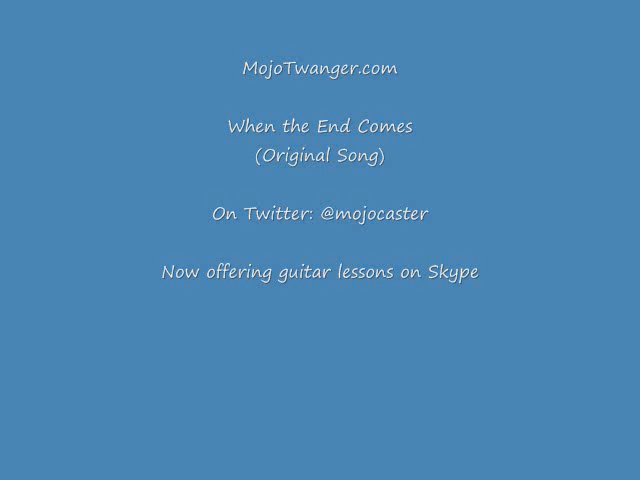 MojoTwanger.com
When the End Comes
(Original Song)
On Twitter: @mojocaster
Now offering guitar lessons on Skype